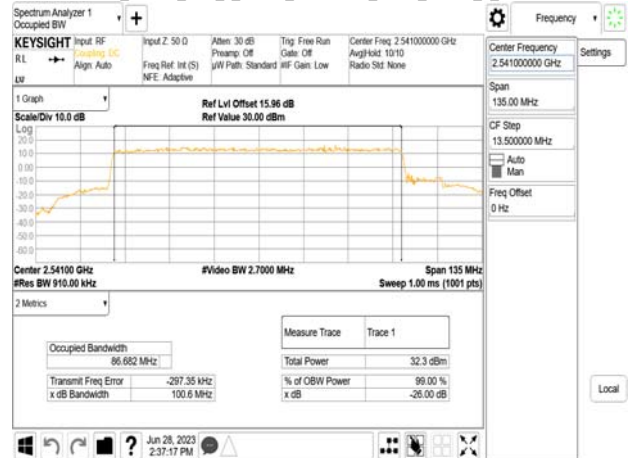 Spectrum Analyzer 1
Occupied BW
Frequency
KEYSIGHT
RL
Input: RF
Coupling: DC
Align: Auto
Input Z: 50 Ω
Freq Ref: Int (S)
NFE: Adaptive
Atten: 30 dB
Preamp: Off
µW Path: Standard
Trig: Free Run
Gate: Off
#IF Gain: Low
Center Freq: 2.541000000 GHz
Avg|Hold: 10/10
Radio Std: None
Center Frequency
2.541000000 GHz
Settings
Span
135.00 MHz
CF Step
13.500000 MHz
Auto
Man
Freq Offset
0 Hz
Local
1 Graph
Scale/Div 10.0 dB
Ref Lvl Offset 15.96 dB
Ref Value 30.00 dBm
Log
20.0
10.0
0.00
-10.0
-20.0
-30.0
-40.0
-50.0
-60.0
Center 2.54100 GHz
#Video BW 2.7000 MHz
Span 135 MHz
#Res BW 910.00 kHz
Sweep 1.00 ms (1001 pts)
2 Metrics
Occupied Bandwidth
86.682 MHz
Transmit Freq Error -297.35 kHz
x dB Bandwidth 100.6 MHz
Measure Trace Trace 1
Total Power 32.3 dBm
% of OBW Power 99.00 %
x dB -26.00 dB
?
Jun 28, 2023
2:37:17 PM